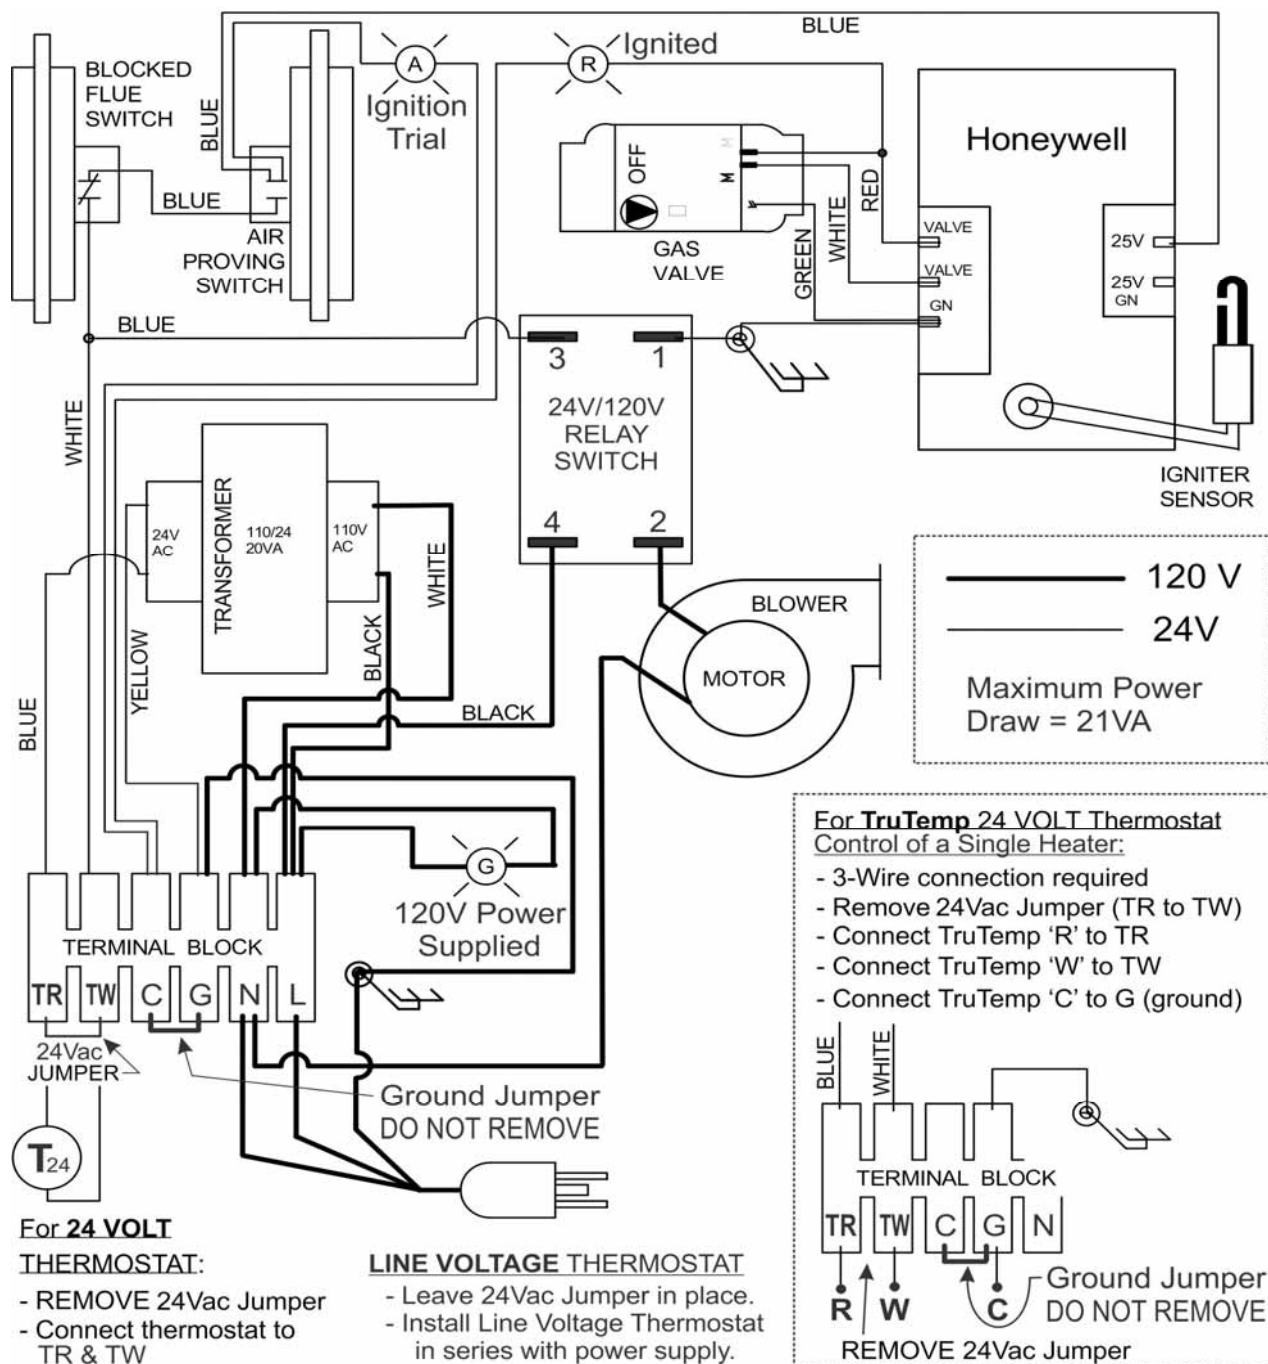 BLUE
BLOCKED
FLUE
SWITCH
BLUE
A
Ignition
Trial
R
Ignited
OFF
M
M
GAS
VALVE
RED
WHITE
GREEN
Honeywell
VALVE
VALVE
GN
25V
25V
GN
BLUE
AIR
PROVING
SWITCH
BLUE
WHITE
3
1
24V/120V
RELAY
SWITCH
4
2
IGNITER
SENSOR
24V
AC
TRANSFORMER
110/24
20VA
110V
AC
WHITE
BLACK
YELLOW
BLUE
BLACK
BLOWER
MOTOR
120 V
24V
Maximum Power
Draw = 21VA
G
120V Power
Supplied
TERMINAL BLOCK
TR TW C G N L
24Vac
JUMPER
Ground Jumper
DO NOT REMOVE
T24
For 24 VOLT
THERMOSTAT:
- REMOVE 24Vac Jumper
- Connect thermostat to
TR & TW
LINE VOLTAGE THERMOSTAT
- Leave 24Vac Jumper in place.
- Install Line Voltage Thermostat
in series with power supply.
For TruTemp 24 VOLT Thermostat
Control of a Single Heater:
- 3-Wire connection required
- Remove 24Vac Jumper (TR to TW)
- Connect TruTemp ‘R’ to TR
- Connect TruTemp ‘W’ to TW
- Connect TruTemp ‘C’ to G (ground)
BLUE
WHITE
TERMINAL BLOCK
TR TW C G N
R W C
Ground Jumper
DO NOT REMOVE
REMOVE 24Vac Jumper